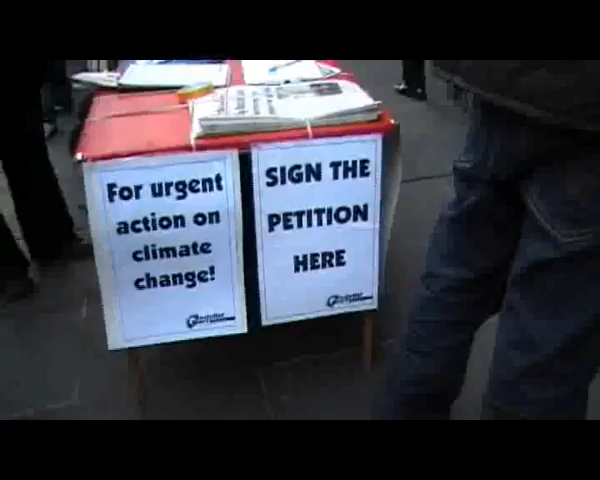 For urgent
action on
climate
change!
SIGN THE
PETITION
HERE